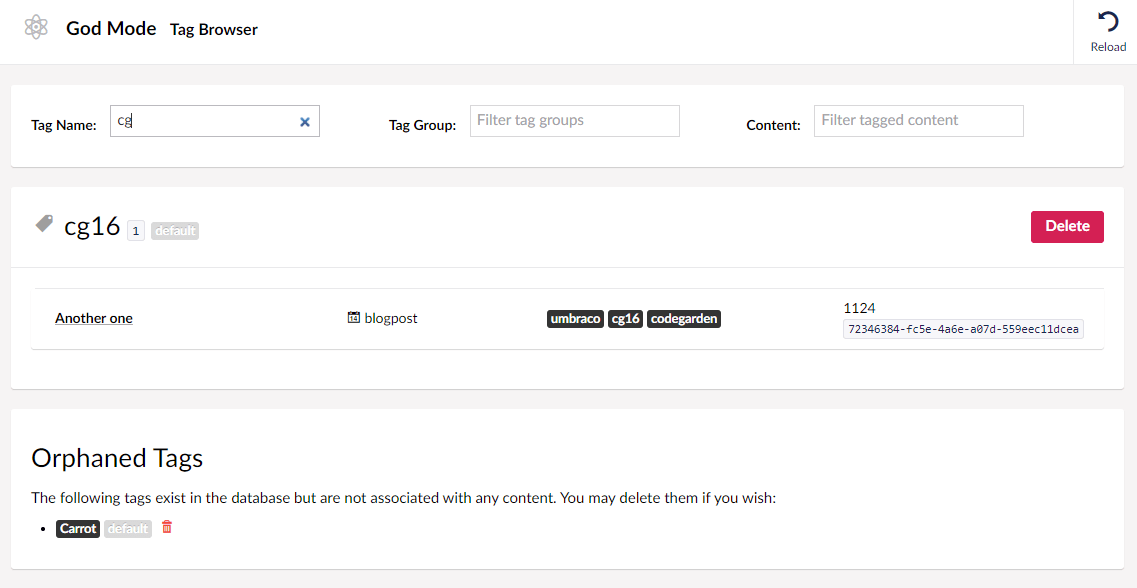 God Mode Tag Browser
Reload
Tag Name: cg Tag Group: Filter tag groups Content: Filter tagged content
cg16 1 default Delete
Another one 14 blogpost umbraco cg16 codegarden 1124
72346384-fc5e-4a6e-a07d-559eec11dcea
Orphaned Tags
The following tags exist in the database but are not associated with any content. You may delete them if you wish:
Carrot default